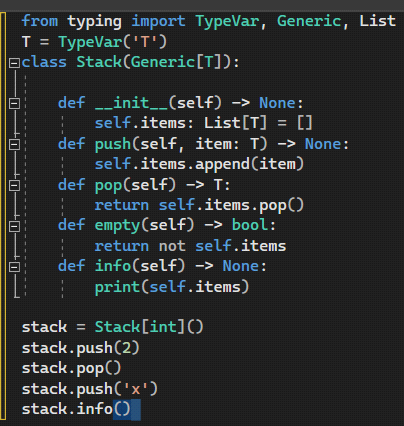 from typing import TypeVar, Generic, List
T = TypeVar('T')
class Stack(Generic[T]):
def __init__(self) -> None:
self.items: List[T] = []
def push(self, item: T) -> None:
self.items.append(item)
def pop(self) -> T:
return self.items.pop()
def empty(self) -> bool:
return not self.items
def info(self) -> None:
print(self.items)
stack = Stack[int]()
stack.push(2)
stack.pop()
stack.push('x')
stack.info()